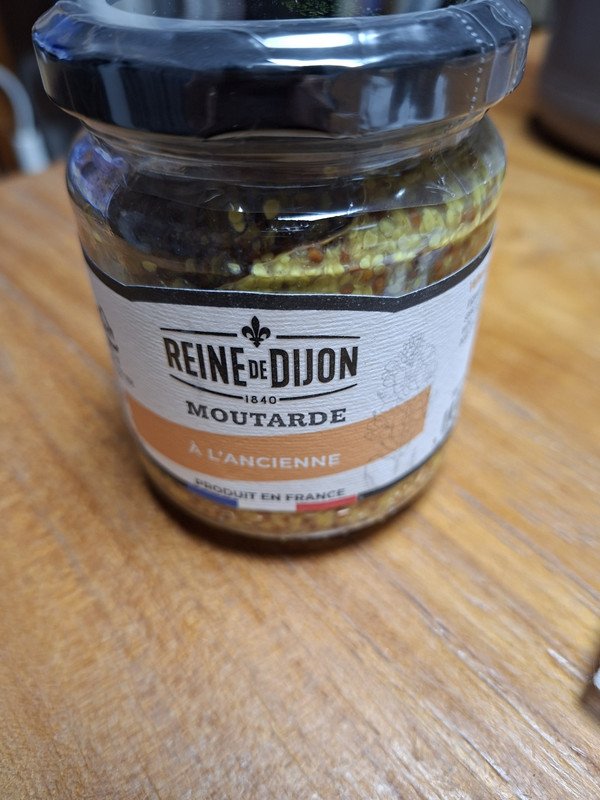 REINE DE DIJON
1840
MOUTARDE
À L'ANCIENNE
PRODUIT EN FRANCE